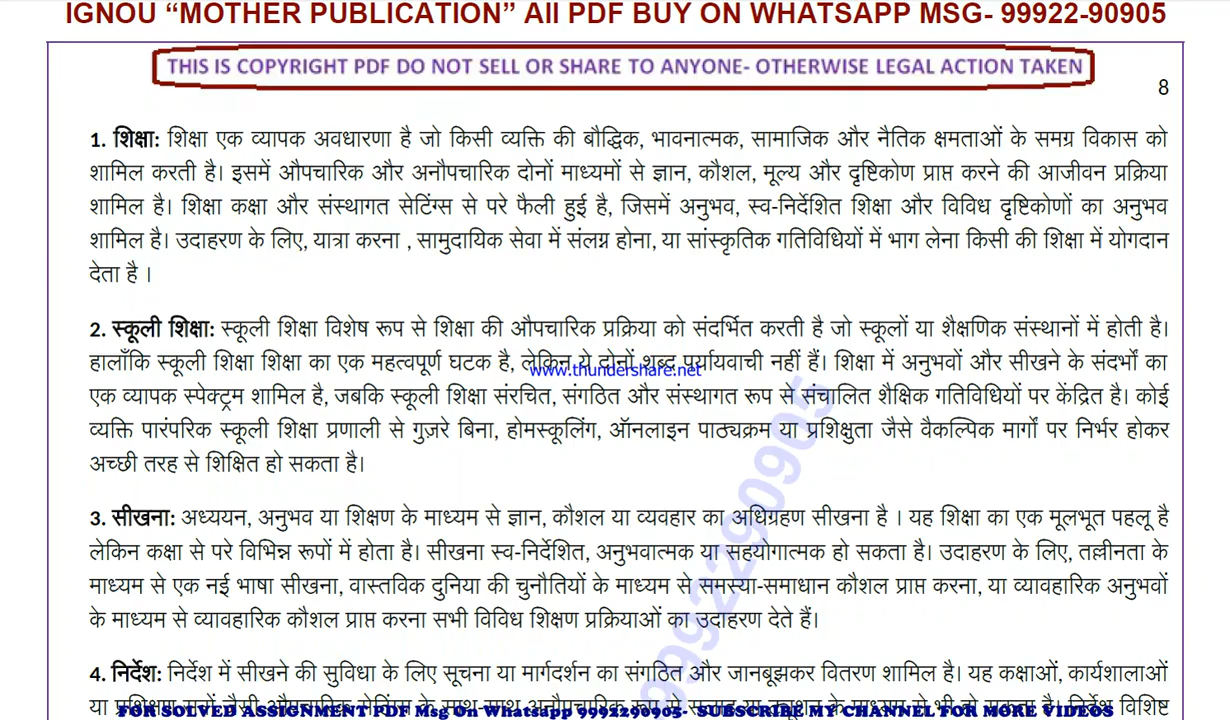 IGNOU “MOTHER PUBLICATION” All PDF BUY ON WHATSAPP MSG- 99922-90905
THIS IS COPYRIGHT PDF DO NOT SELL OR SHARE TO ANYONE- OTHERWISE LEGAL ACTION TAKEN
8
1. शिक्षा: शिक्षा एक व्यापक अवधारणा है जो किसी व्यक्ति की बौद्धिक, भावनात्मक, सामाजिक और नैतिक क्षमताओं के समग्र विकास को
शामिल करती है। इसमें औपचारिक और अनौपचारिक दोनों माध्यमों से ज्ञान, कौशल, मूल्य और दृष्टिकोण प्राप्त करने की आजीवन प्रक्रिया
शामिल है। शिक्षा कक्षा और संस्थागत सेटिंग्स से परे फैली हुई है, जिसमें अनुभव, स्व-निर्देशित शिक्षा और विविध दृष्टिकोणों का अनुभव
शामिल है। उदाहरण के लिए, यात्रा करना , सामुदायिक सेवा में संलग्न होना, या सांस्कृतिक गतिविधियों में भाग लेना किसी की शिक्षा में योगदान
देता है ।
2. स्कूली शिक्षा: स्कूली शिक्षा विशेष रूप से शिक्षा की औपचारिक प्रक्रिया को संदर्भित करती है जो स्कूलों या शैक्षणिक संस्थानों में होती है।
हालाँकि स्कूली शिक्षा शिक्षा का एक महत्वपूर्ण घटक है, लेकिन ये दोनों शब्द पर्यायवाची नहीं हैं। शिक्षा में अनुभवों और सीखने के संदर्भों का
www.thundershare.net
एक व्यापक स्पेक्ट्रम शामिल है, जबकि स्कूली शिक्षा संरचित, संगठित और संस्थागत रूप से संचालित शैक्षिक गतिविधियों पर केंद्रित है। कोई
व्यक्ति पारंपरिक स्कूली शिक्षा प्रणाली से गुज़रे बिना, होमस्कूलिंग, ऑनलाइन पाठ्यक्रम या प्रशिक्षुता जैसे वैकल्पिक मार्गों पर निर्भर होकर
अच्छी तरह से शिक्षित हो सकता है।
3. सीखना: अध्ययन, अनुभव या शिक्षण के माध्यम से ज्ञान, कौशल या व्यवहार का अधिग्रहण सीखना है । यह शिक्षा का एक मूलभूत पहलू है
लेकिन कक्षा से परे विभिन्न रूपों में होता है। सीखना स्व-निर्देशित, अनुभवात्मक या सहयोगात्मक हो सकता है। उदाहरण के लिए, तल्लीनता के
माध्यम से एक नई भाषा सीखना, वास्तविक दुनिया की चुनौतियों के माध्यम से समस्या-समाधान कौशल प्राप्त करना, या व्यावहारिक अनुभवों
के माध्यम से व्यावहारिक कौशल प्राप्त करना सभी विविध शिक्षण प्रक्रियाओं का उदाहरण देते हैं।
9992290905
4. निर्देश: निर्देश में सीखने की सुविधा के लिए सूचना या मार्गदर्शन का संगठित और जानबूझकर वितरण शामिल है। यह कक्षाओं, कार्यशालाओं
FOR SOLVED ASSIGNMENT PDF Msg On Whatsapp 9992290905- SUBSCRIBE MY CHANNEL FOR MORE VIDEOS